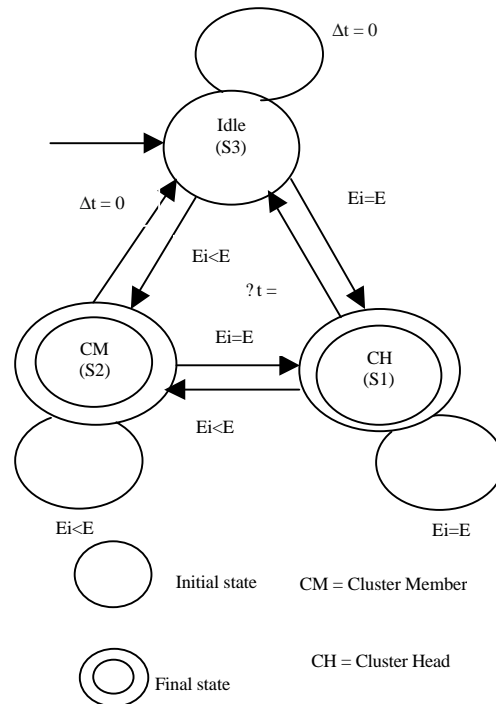 Δt = 0
Idle
(S3)
Δt = 0
Ei=E
Ei<E
? t =
CM
(S2)
Ei=E
CH
(S1)
Ei<E
Ei<E
Ei=E
Initial state
CM = Cluster Member
Final state
CH = Cluster Head